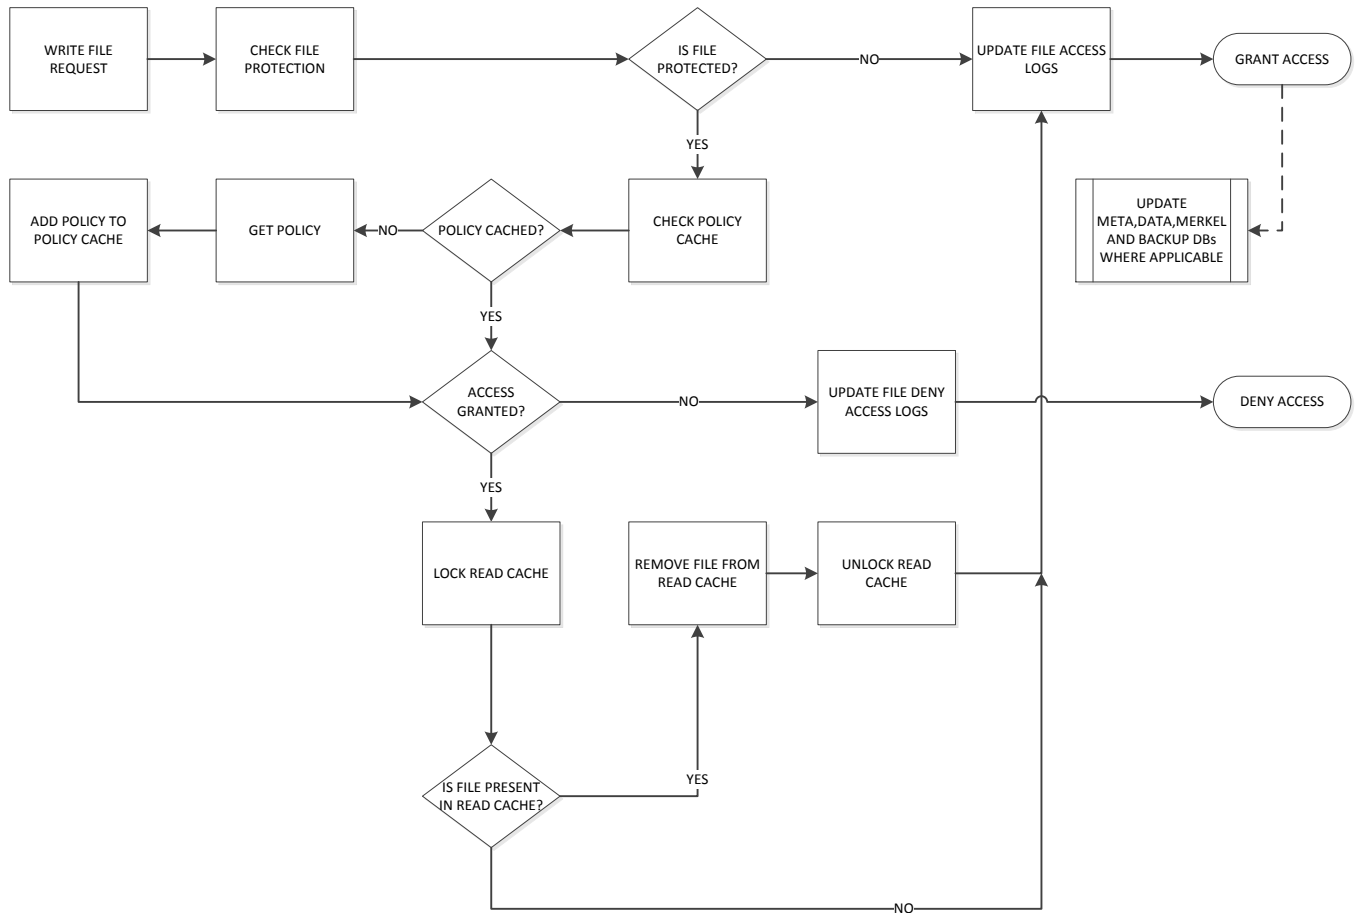 WRITE FILE
REQUEST
CHECK FILE
PROTECTION
IS FILE
PROTECTED?
NO
UPDATE FILE ACCESS
LOGS
GRANT ACCESS
YES
ADD POLICY TO
POLICY CACHE
GET POLICY
NO
POLICY CACHED?
CHECK POLICY
CACHE
UPDATE
META,DATA,MERKEL
AND BACKUP DBs
WHERE APPLICABLE
YES
ACCESS
GRANTED?
NO
UPDATE FILE DENY
ACCESS LOGS
DENY ACCESS
YES
LOCK READ CACHE
REMOVE FILE FROM
READ CACHE
UNLOCK READ
CACHE
IS FILE PRESENT
IN READ CACHE?
YES
NO